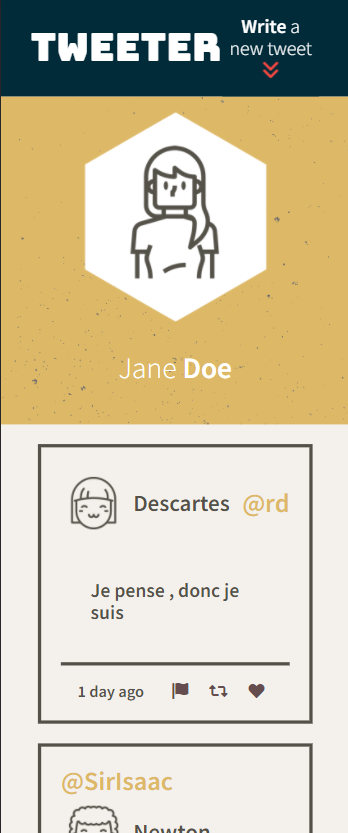 TWEETER
Write a
new tweet
Jane Doe
Descartes @rd
Je pense , donc je
suis
1 day ago
@SirIsaac
Newton